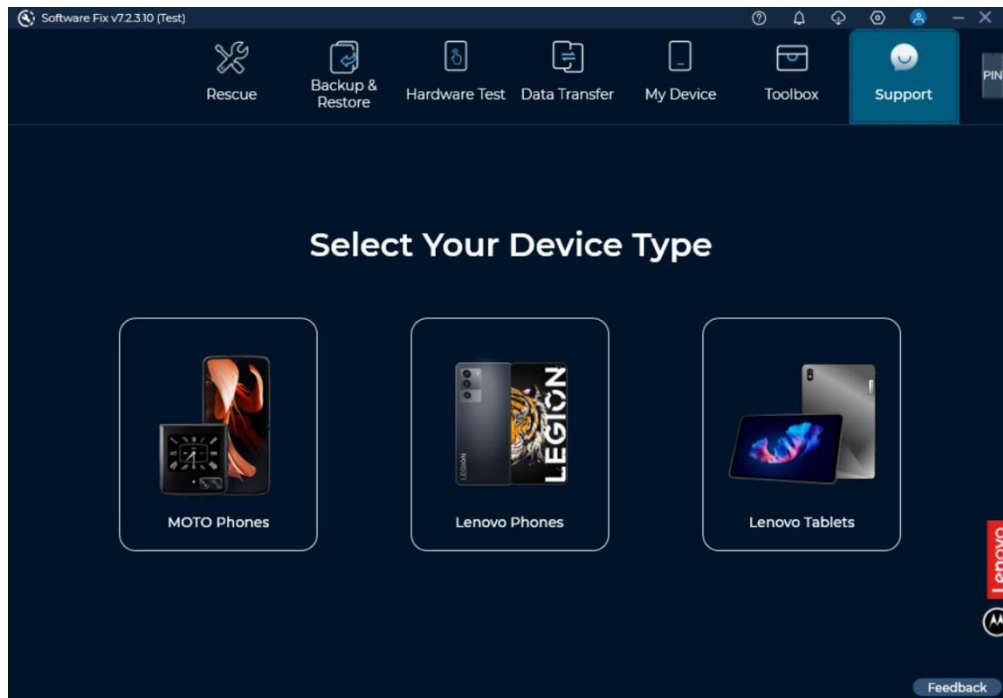 Software Fix v7.2.3.10 (Test)
Rescue
Backup &
Restore
Hardware Test
Data Transfer
My Device
Toolbox
Support
PIN
Select Your Device Type
LEGION
LEGION
MOTO Phones
Lenovo Phones
Lenovo Tablets
Lenovo
Feedback